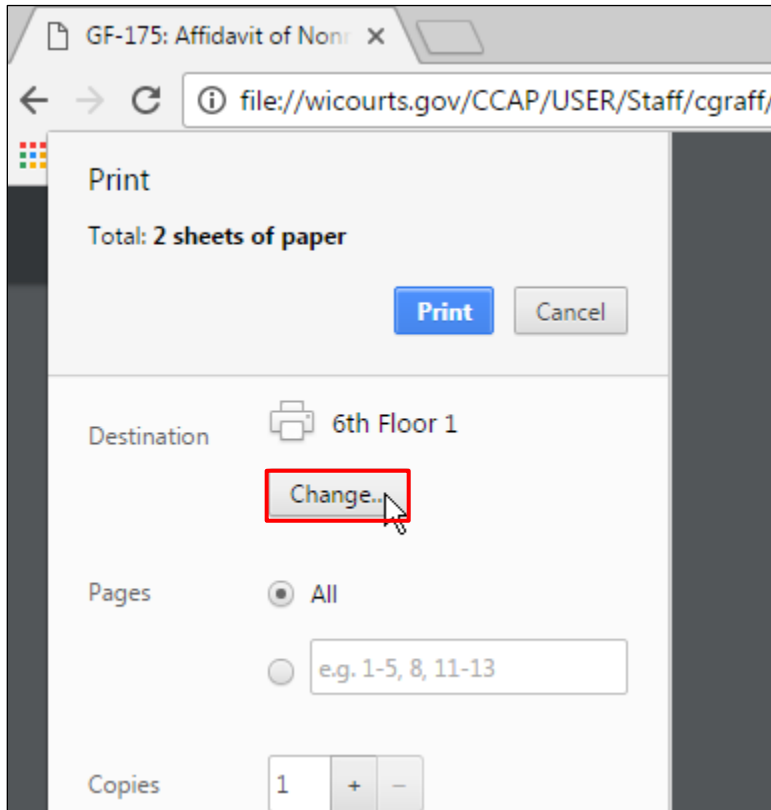 GF-175: Affidavit of Nonr
file://wicourts.gov/CCAP/USER/Staff/cgraff/
Print
Total: 2 sheets of paper
Print Cancel
Destination 6th Floor 1
Change...
Pages All
e.g. 1-5, 8, 11-13
Copies 1 + −